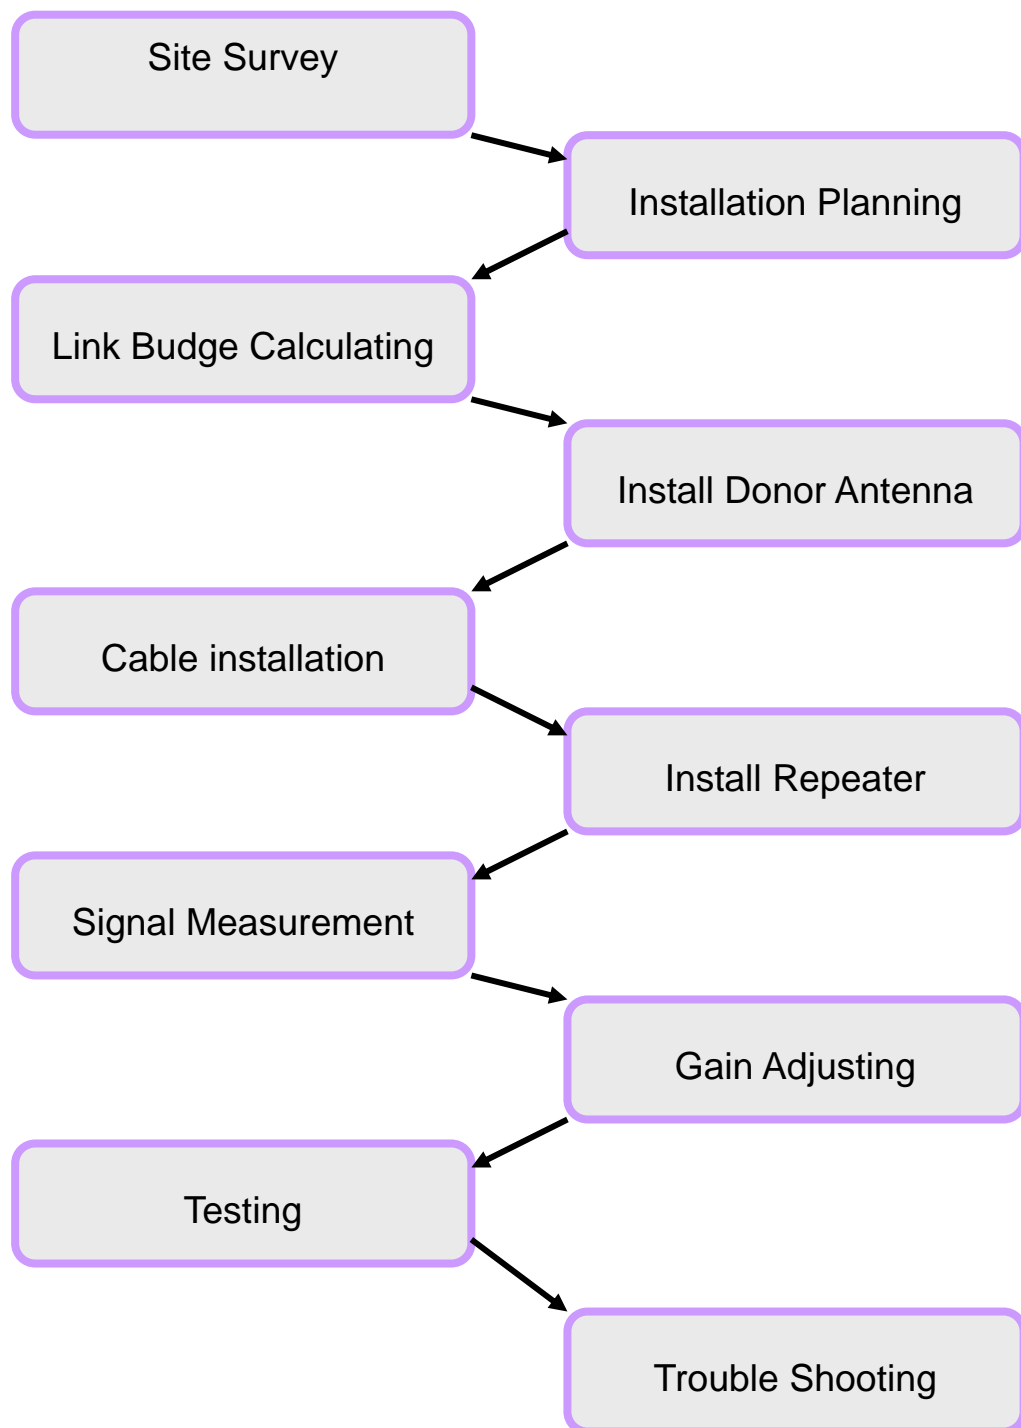 Site Survey
Installation Planning
Link Budge Calculating
Install Donor Antenna
Cable installation
Install Repeater
Signal Measurement
Gain Adjusting
Testing
Trouble Shooting